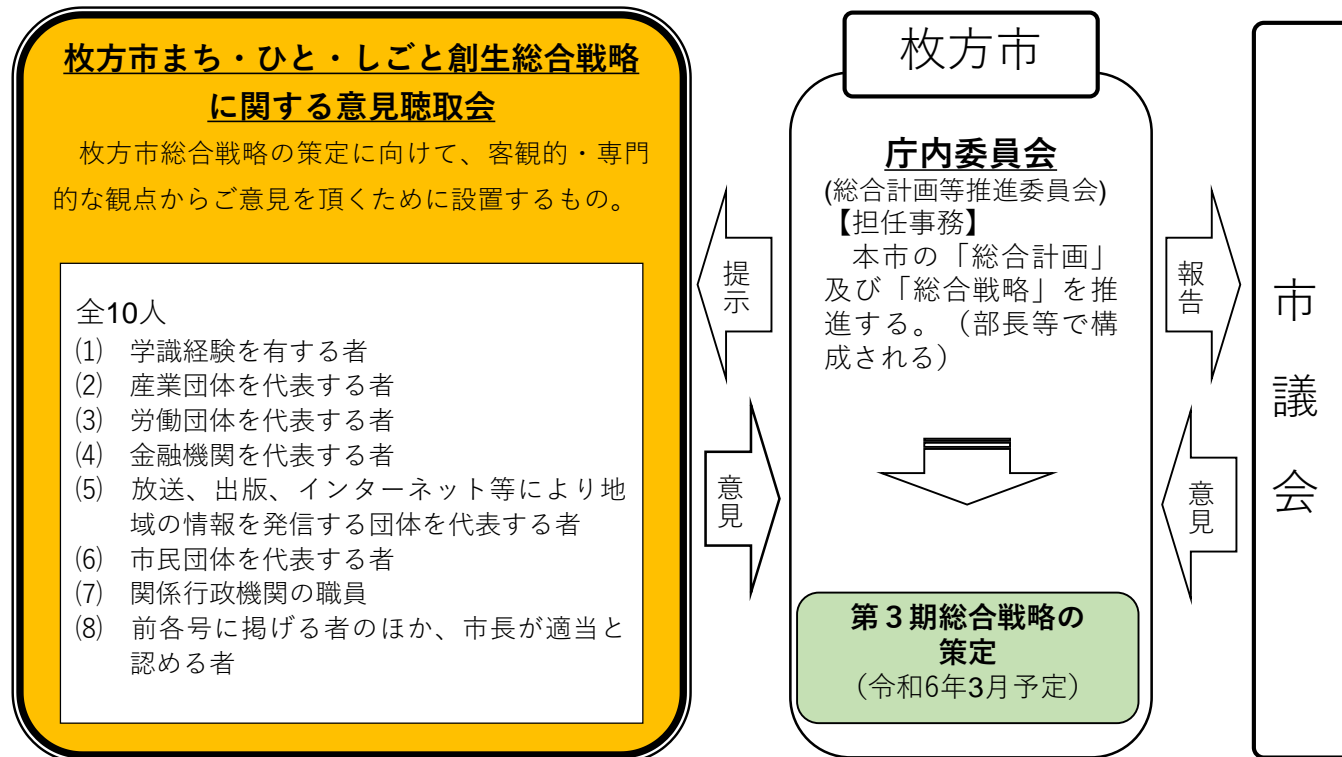 枚方市まち・ひと・しごと創生総合戦略
に関する意見聴取会
枚方市総合戦略の策定に向けて、客観的・専門
的な観点からご意見を頂くために設置するもの。
全10人
⑴ 学識経験を有する者
⑵ 産業団体を代表する者
⑶ 労働団体を代表する者
⑷ 金融機関を代表する者
⑸ 放送、出版、インターネット等により地
域の情報を発信する団体を代表する者
⑹ 市民団体を代表する者
⑺ 関係行政機関の職員
⑻ 前各号に掲げる者のほか、市長が適当と
認める者
提示
意見
枚方市
庁内委員会
(総合計画等推進委員会)
【担任事務】
本市の「総合計画」
及び「総合戦略」を推
進する。（部長等で構
成される）
第３期総合戦略の
策定
（令和6年3月予定）
報告
意見
市議会